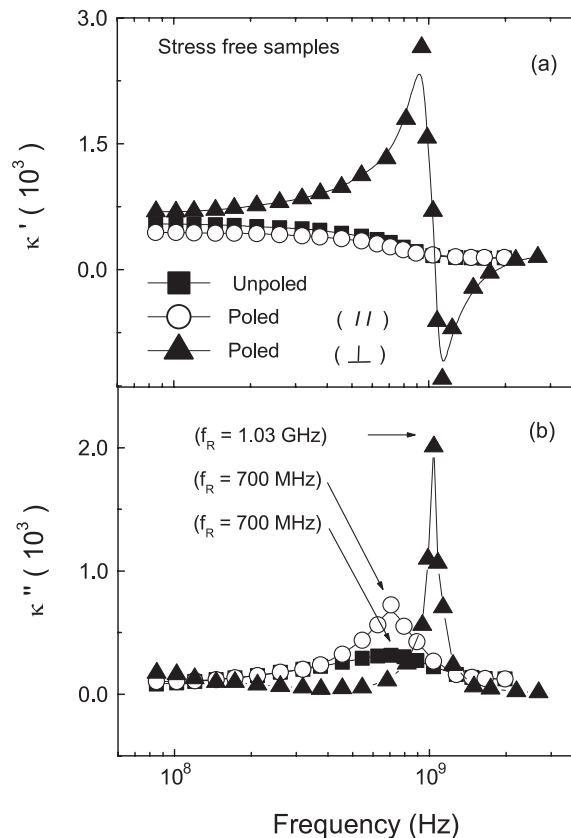 3.0
Stress free samples
(a)
1.5
κ ' ( 10³ )
0.0
Unpoled
Poled ( // )
Poled ( ⊥ )
(b)
(f_R = 1.03 GHz)
2.0
(f_R = 700 MHz)
(f_R = 700 MHz)
κ " ( 10³ )
1.0
0.0
10⁸
10⁹
Frequency (Hz)